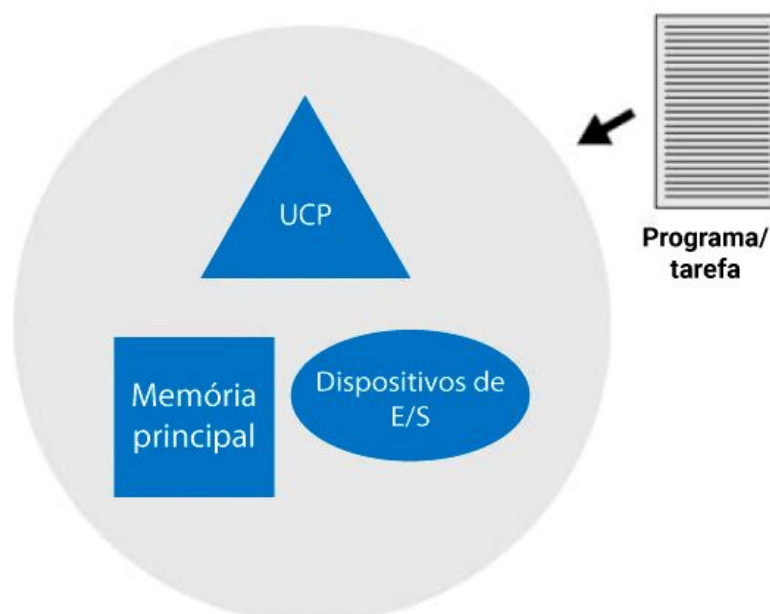 UCP
Programa/
tarefa
Memória
principal
Dispositivos de
E/S